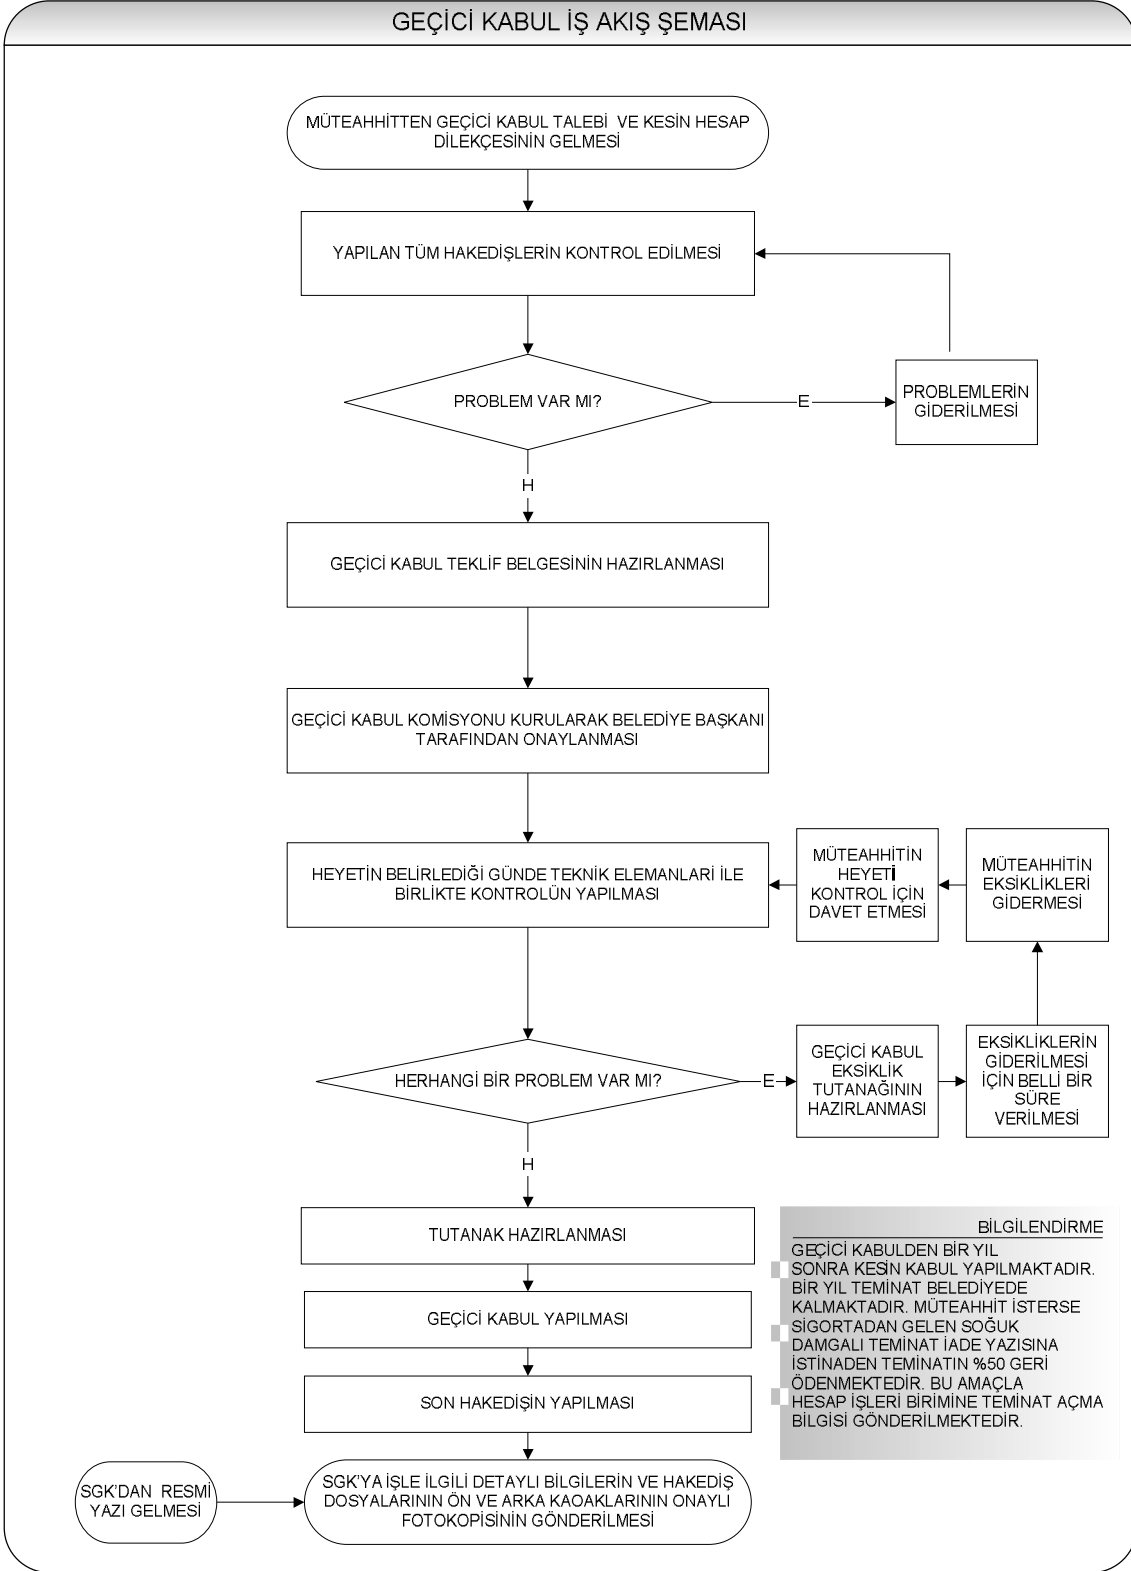 GEÇİCİ KABUL İŞ AKIŞ ŞEMASI
MÜTEAHHİTTEN GEÇİCİ KABUL TALEBİ VE KESİN HESAP
DİLEKÇESİNİN GELMESİ
YAPILAN TÜM HAKEDİŞLERİN KONTROL EDİLMESİ
PROBLEM VAR MI?
E
PROBLEMLERİN
GİDERİLMESİ
H
GEÇİCİ KABUL TEKLİF BELGESİNİN HAZIRLANMASI
GEÇİCİ KABUL KOMİSYONU KURULARAK BELEDİYE BAŞKANI
TARAFINDAN ONAYLANMASI
HEYETİN BELİRLEDİĞİ GÜNDE TEKNİK ELEMANLARI İLE
BİRLİKTE KONTROLÜN YAPILMASI
MÜTEAHHİTİN
HEYETİ
KONTROL İÇİN
DAVET ETMESİ
MÜTEAHHİTİN
EKSİKLİKLERİ
GİDERMESİ
HERHANGİ BİR PROBLEM VAR MI?
E
GEÇİCİ KABUL
EKSİKLİK
TUTANAĞININ
HAZIRLANMASI
EKSİKLİKLERİN
GİDERİLMESİ
İÇİN BELLİ BİR
SÜRE
VERİLMESİ
H
TUTANAK HAZIRLANMASI
GEÇİCİ KABUL YAPILMASI
SON HAKEDİŞİN YAPILMASI
BİLGİLENDİRME
GEÇİCİ KABULDEN BİR YIL
SONRA KESİN KABUL YAPILMAKTADIR.
BİR YIL TEMİNAT BELEDİYEDE
KALMAKTADIR. MÜTEAHHİT İSTERSE
SİGORTADAN GELEN SOĞUK
DAMGALI TEMİNAT İADE YAZISINA
İSTİNADEN TEMİNATIN %50 GERİ
ÖDENMEKTEDİR. BU AMAÇLA
HESAP İŞLERİ BİRİMİNE TEMİNAT AÇMA
BİLGİSİ GÖNDERİLMEKTEDİR.
SGK'DAN RESMİ
YAZI GELMESİ
SGK'YA İŞLE İLGİLİ DETAYLI BİLGİLERİN VE HAKEDİŞ
DOSYALARININ ÖN VE ARKA KAOAKLARININ ONAYLI
FOTOKOPİSİNİN GÖNDERİLMESİ